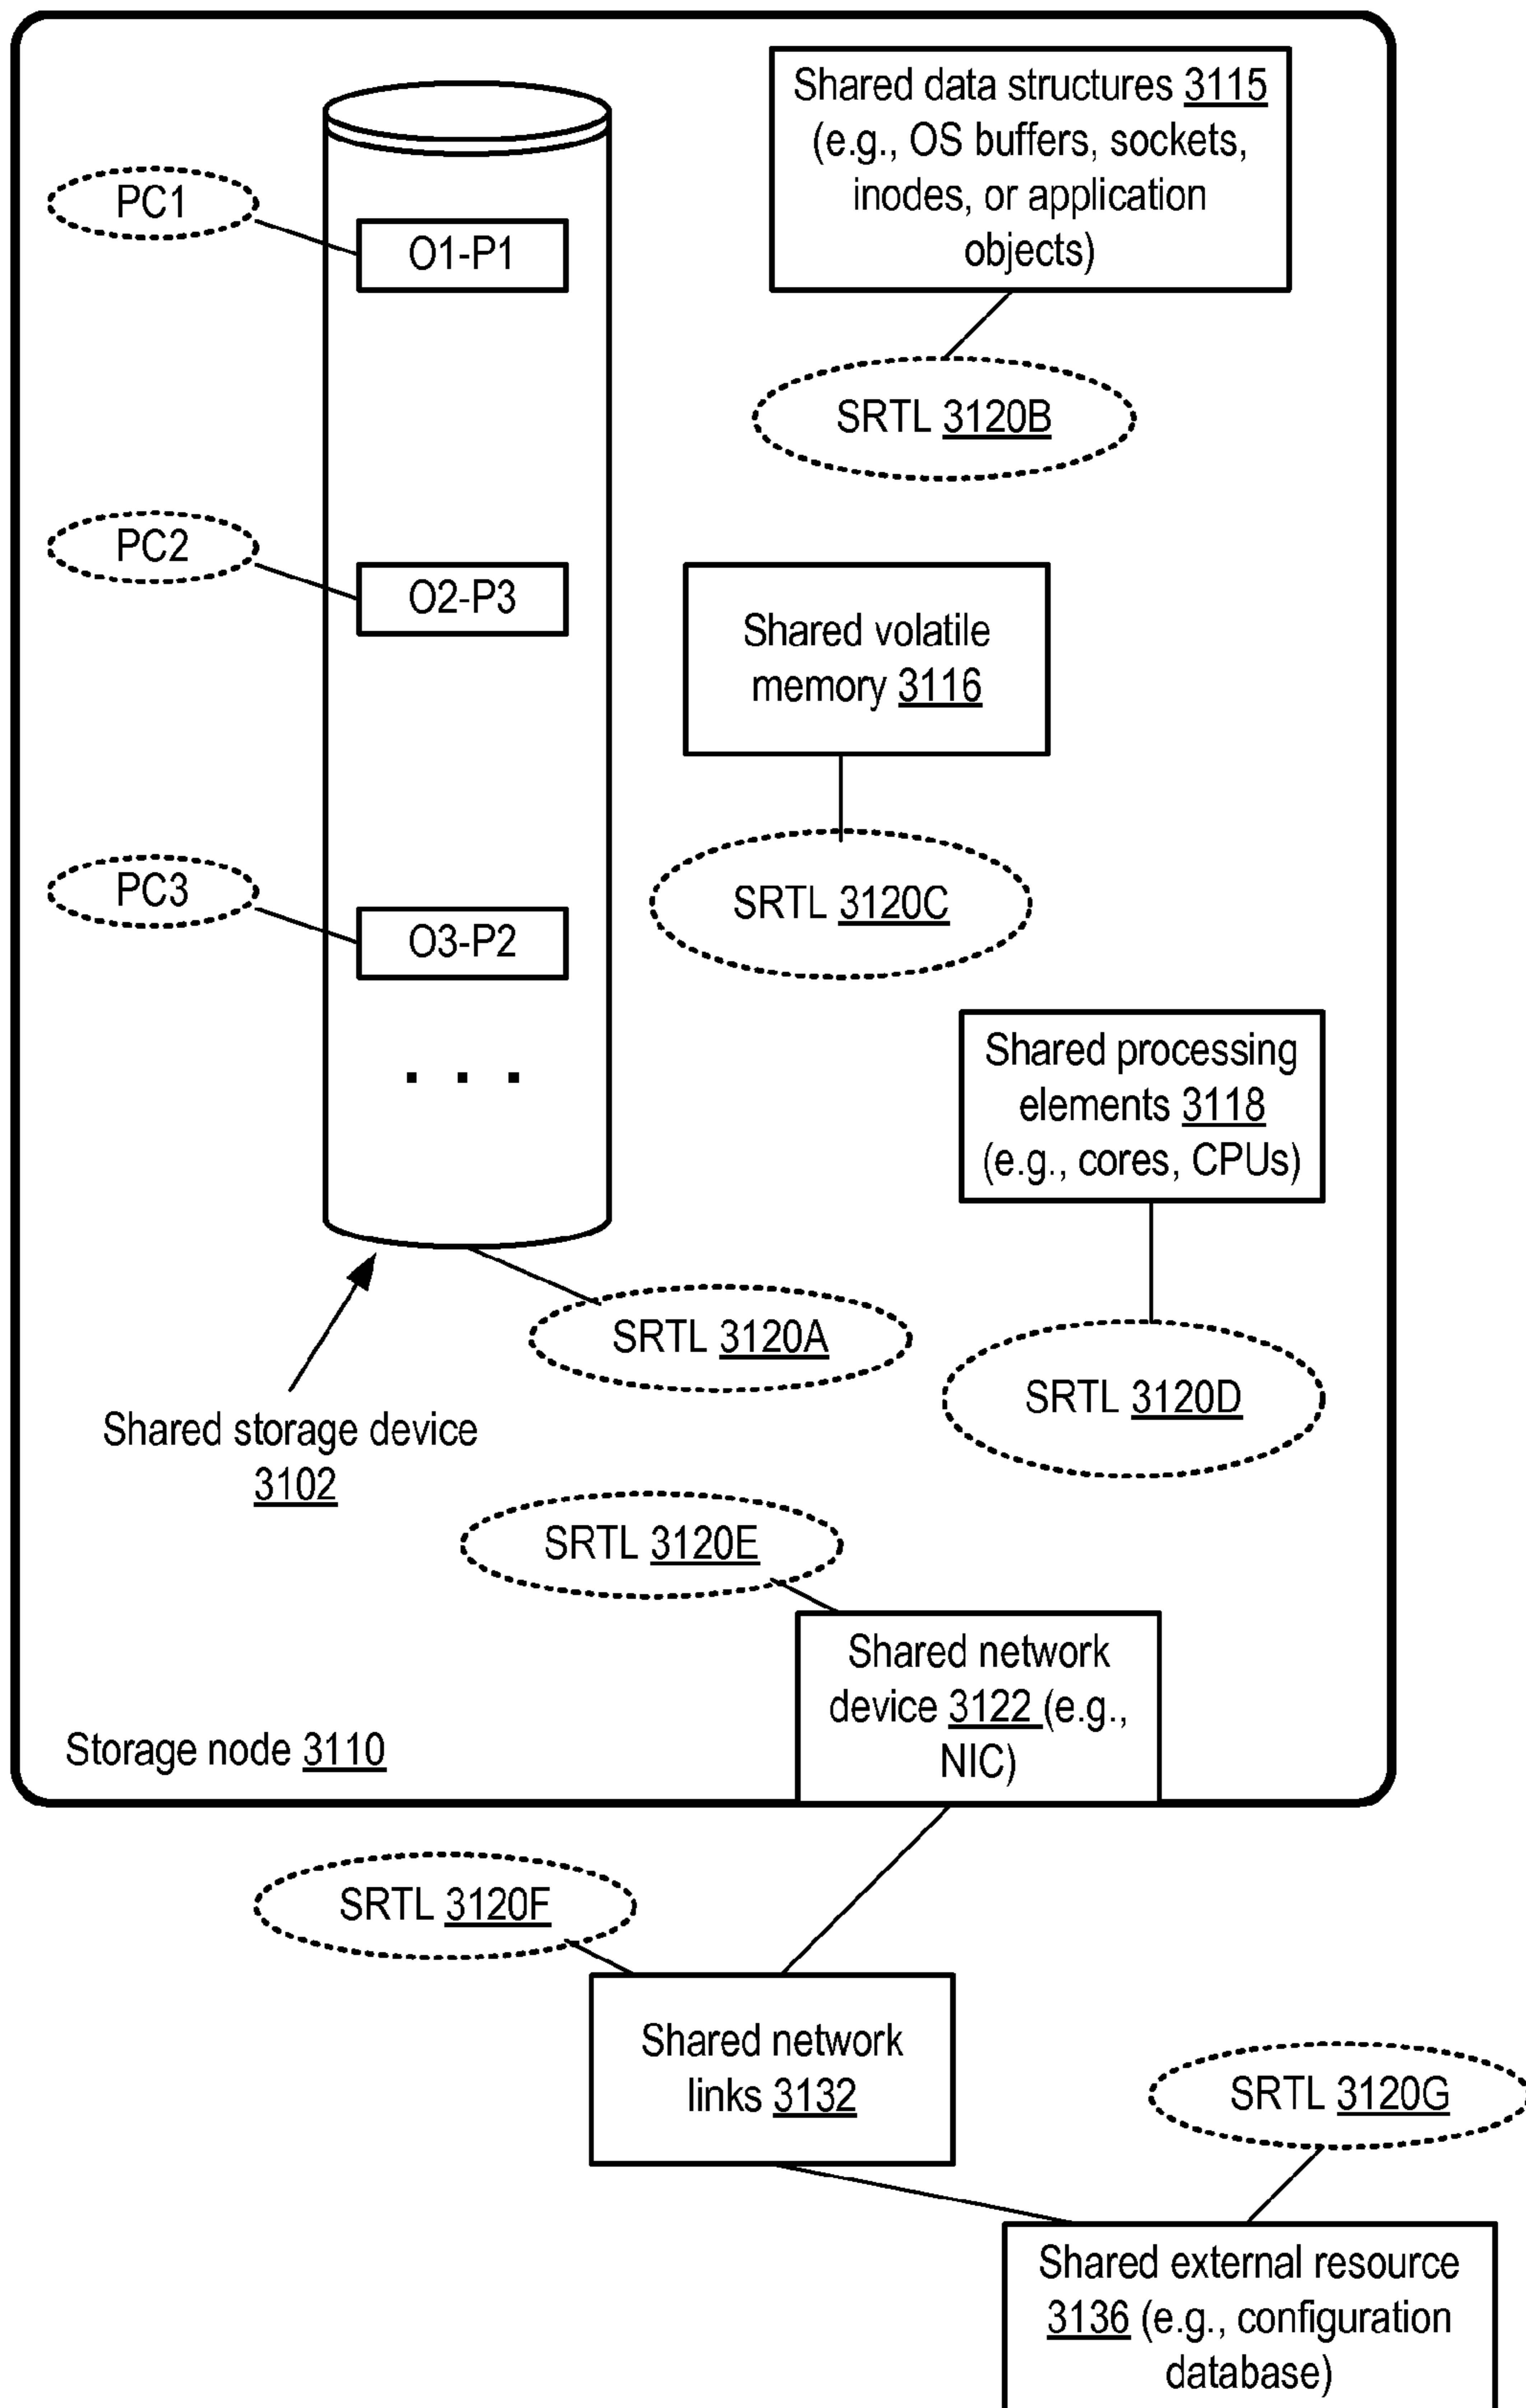 Shared data structures 3115
(e.g., OS buffers, sockets,
inodes, or application
objects)
PC1
O1-P1
SRTL 3120B
PC2
O2-P3
Shared volatile
memory 3116
PC3
O3-P2
SRTL 3120C
Shared processing
elements 3118
(e.g., cores, CPUs)
. . .
SRTL 3120A
SRTL 3120D
Shared storage device
3102
SRTL 3120E
Shared network
device 3122 (e.g.,
NIC)
Storage node 3110
SRTL 3120F
Shared network
links 3132
SRTL 3120G
Shared external resource
3136 (e.g., configuration
database)